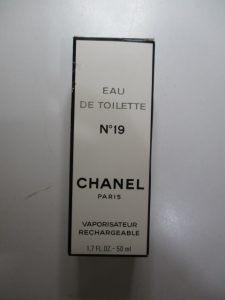 EAU
DE TOILETTE
N°19
CHANEL
PARIS
VAPORISATEUR
RECHARGEABLE
1.7 FL.OZ - 50 ml